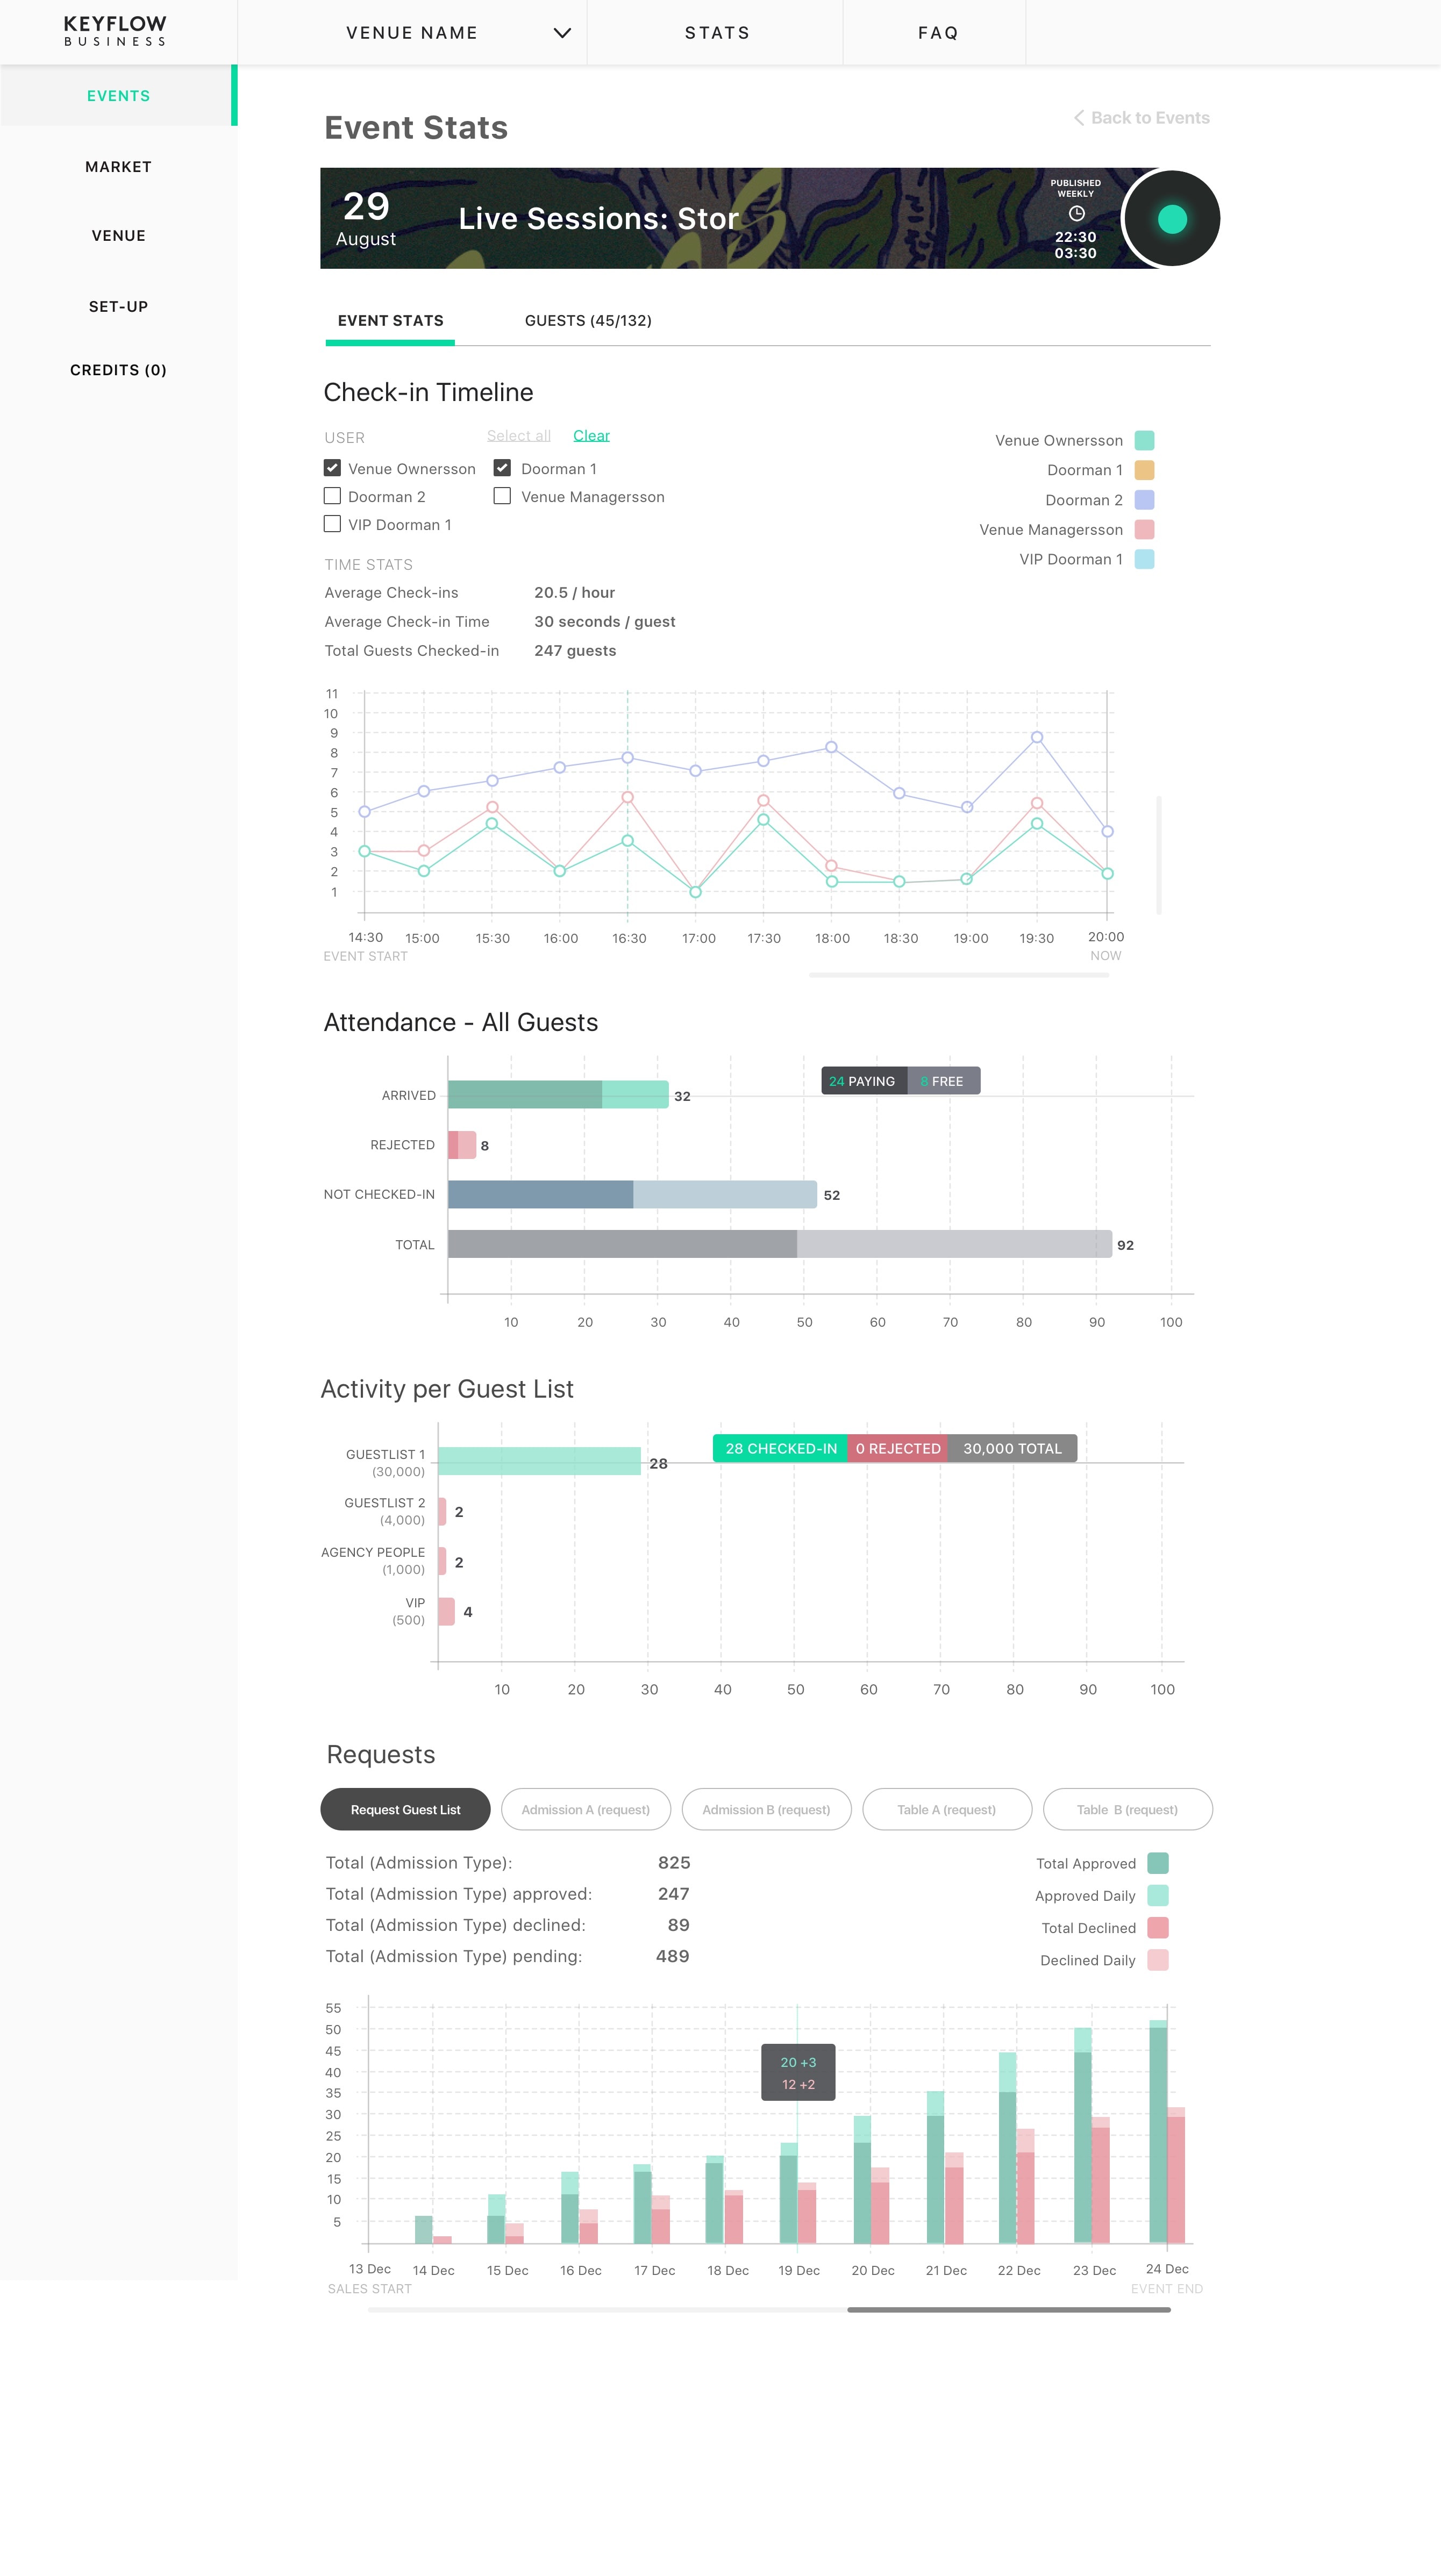 KEYFLOW
BUSINESS
VENUE NAME
STATS
FAQ
EVENTS
MARKET
VENUE
SET-UP
CREDITS (0)
Event Stats
Back to Events
29
August
Live Sessions: Stor
PUBLISHED
WEEKLY
22:30
03:30
EVENT STATS
GUESTS (45/132)
Check-in Timeline
USER
Select all
Clear
Venue Ownersson
Doorman 1
Doorman 2
Venue Managersson
VIP Doorman 1
Venue Ownersson
Doorman 1
Doorman 2
Venue Managersson
VIP Doorman 1
TIME STATS
Average Check-ins 20.5 / hour
Average Check-in Time 30 seconds / guest
Total Guests Checked-in 247 guests
11
10
9
8
7
6
5
4
3
2
1
14:30 15:00 15:30 16:00 16:30 17:00 17:30 18:00 18:30 19:00 19:30 20:00
EVENT START NOW
Attendance - All Guests
24 PAYING 8 FREE
ARRIVED 32
REJECTED 8
NOT CHECKED-IN 52
TOTAL 92
10 20 30 40 50 60 70 80 90 100
Activity per Guest List
28 CHECKED-IN 0 REJECTED 30,000 TOTAL
GUESTLIST 1
(30,000)
28
GUESTLIST 2
(4,000)
2
AGENCY PEOPLE
(1,000)
2
VIP
(500)
4
10 20 30 40 50 60 70 80 90 100
Requests
Request Guest List
Admission A (request)
Admission B (request)
Table A (request)
Table B (request)
Total (Admission Type): 825
Total (Admission Type) approved: 247
Total (Admission Type) declined: 89
Total (Admission Type) pending: 489
Total Approved
Approved Daily
Total Declined
Declined Daily
55
50
45
40
35
30
25
20
15
10
5
20 +3
12 +2
13 Dec 14 Dec 15 Dec 16 Dec 17 Dec 18 Dec 19 Dec 20 Dec 21 Dec 22 Dec 23 Dec 24 Dec
SALES START EVENT END